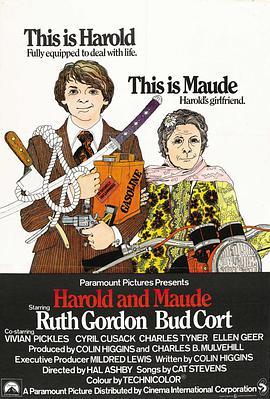 This is Harold
Fully equipped to deal with life.
This is Maude
Harold's girlfriend.
GASOLINE
Paramount Pictures Presents
Harold and Maude
Starring
Ruth Gordon Bud Cort
Co-starring
VIVIAN PICKLES CYRIL CUSACK CHARLES TYNER ELLEN GEER
Produced by COLIN HIGGINS and CHARLES B. MULVEHILL
Executive Producer MILDRED LEWIS Written by COLIN HIGGINS
Directed by HAL ASHBY Songs by CAT STEVENS
Colour by TECHNICOLOR
A Paramount Picture Distributed by Cinema International Corporation